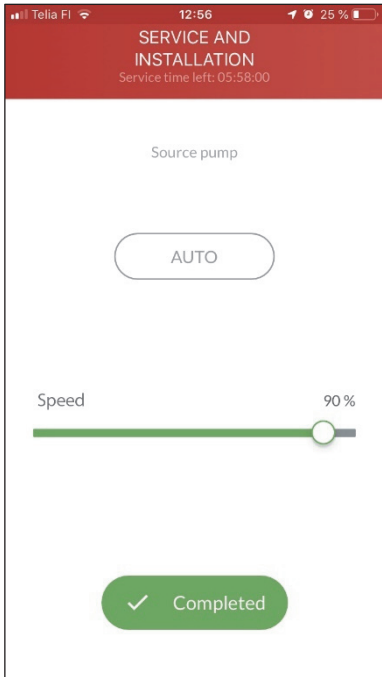 Telia FI 12:56 25 %
SERVICE AND
INSTALLATION
Service time left: 05:58:00
Source pump
AUTO
Speed 90 %
Completed